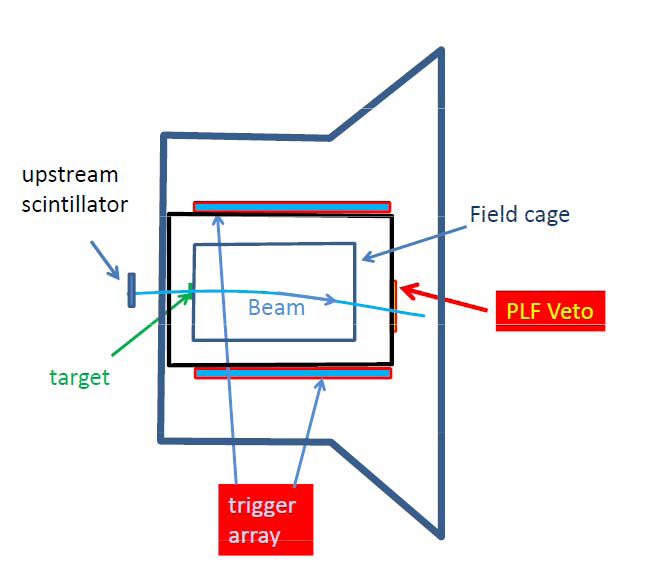 upstream
scintillator
Field cage
Beam
PLF Veto
target
trigger
array